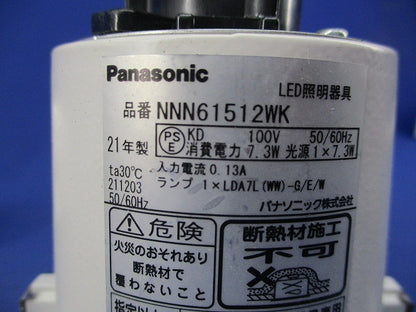 Panasonic
LED照明器具
品番 NNN61512WK
21年製
PS E KD 100V 50/60Hz
消費電力 7.3W 光源1×7.3W
ta30℃ 入力電流0.13A
211203 ランプ 1×LDA7L(WW)-G/E/W
50/60Hz パナソニック株式会社
危険
火災のおそれあり
断熱材で
覆わないこと
断熱材施工
不可